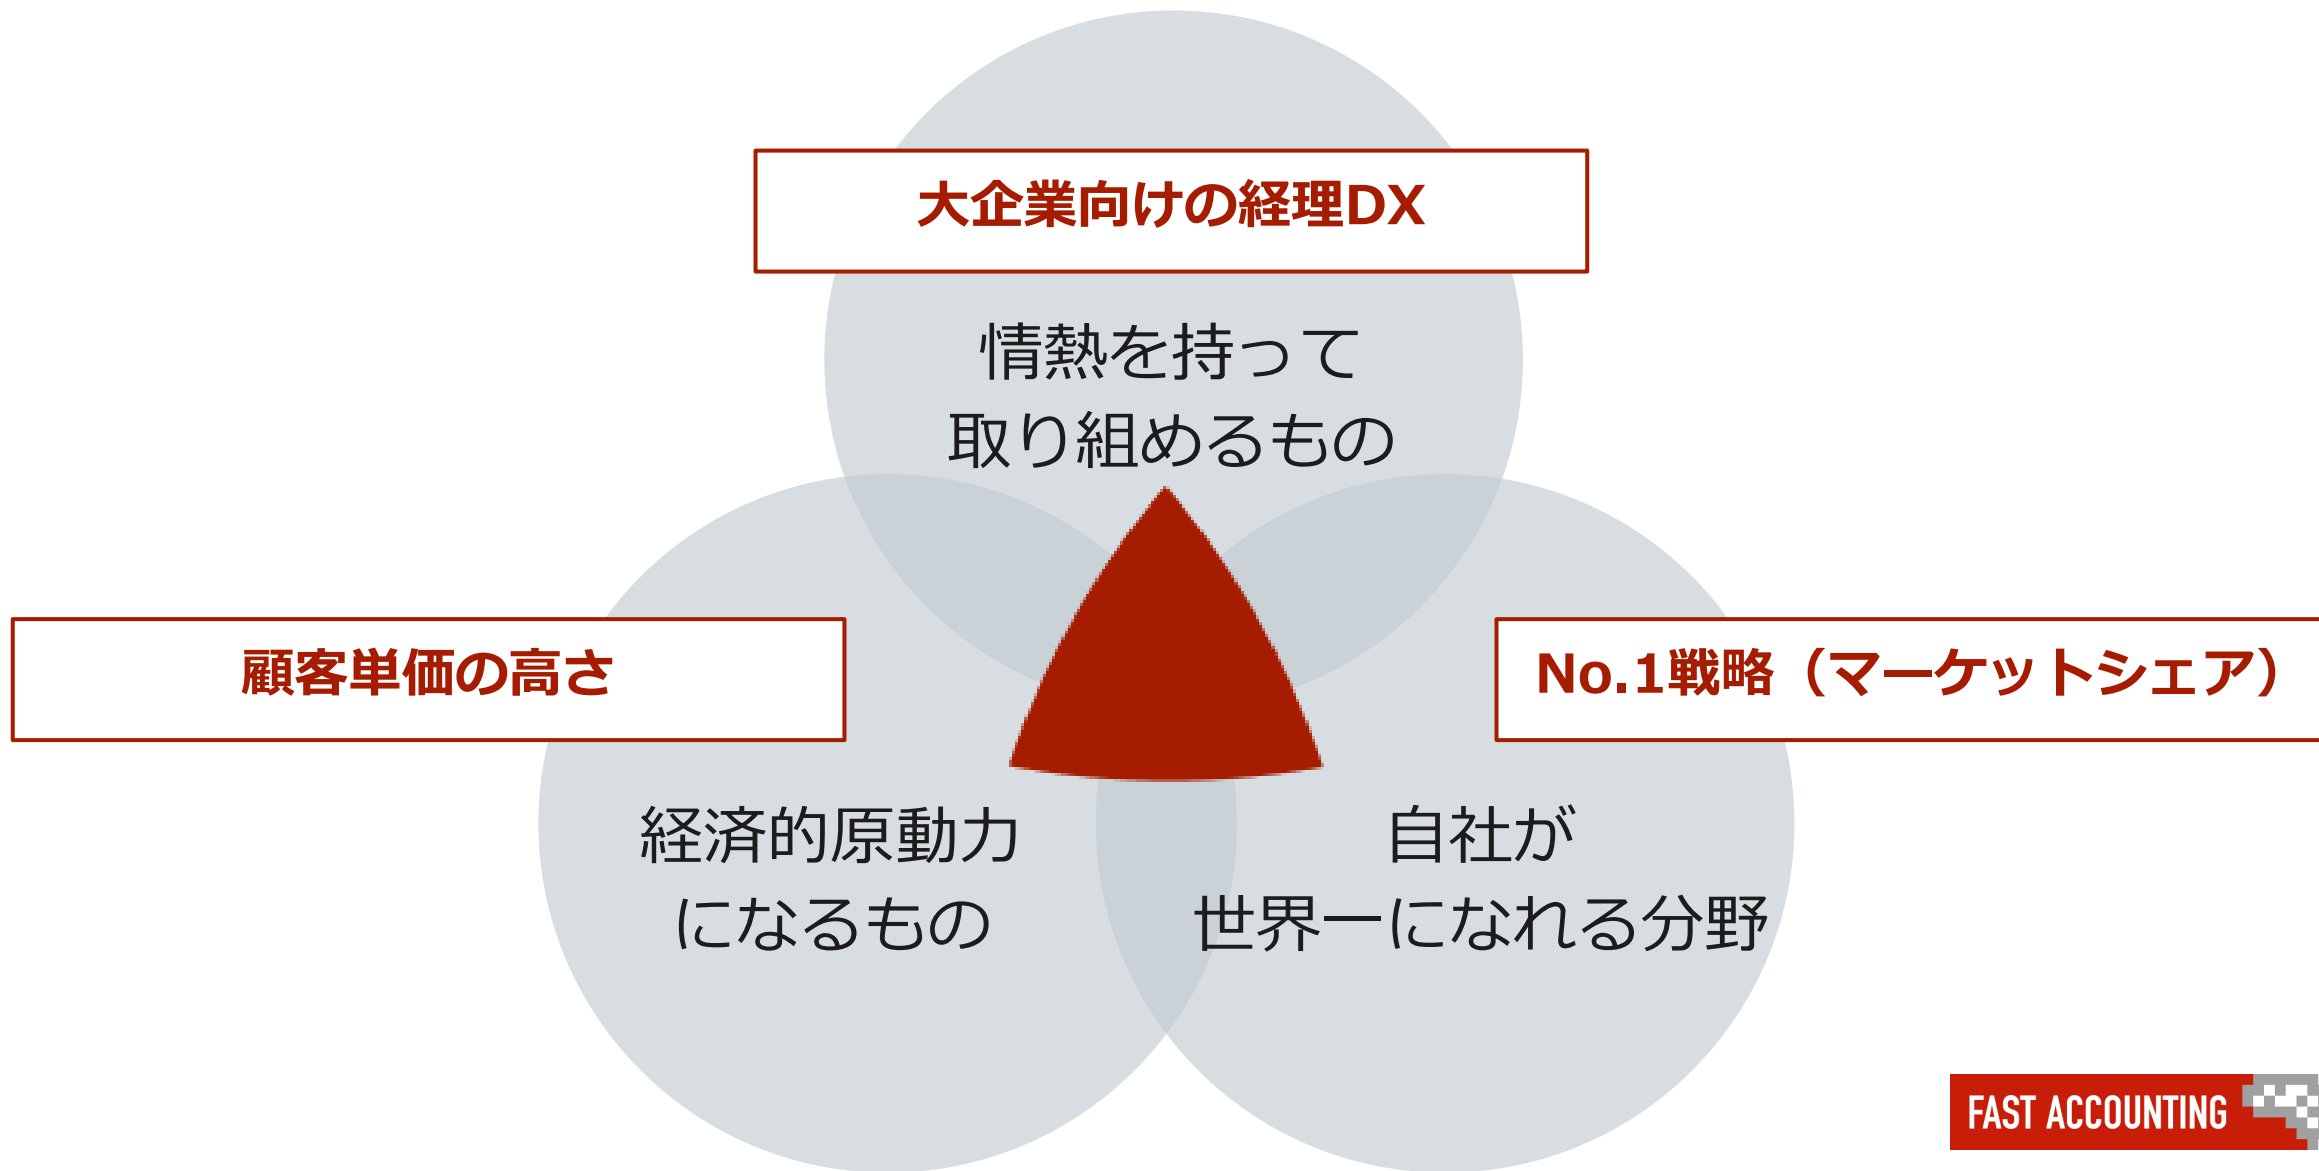 大企業向けの経理DX
情熱を持って
取り組めるもの
顧客単価の高さ
No.1戦略（マーケットシェア）
経済的原動力
になるもの
自社が
世界一になれる分野
FAST ACCOUNTING